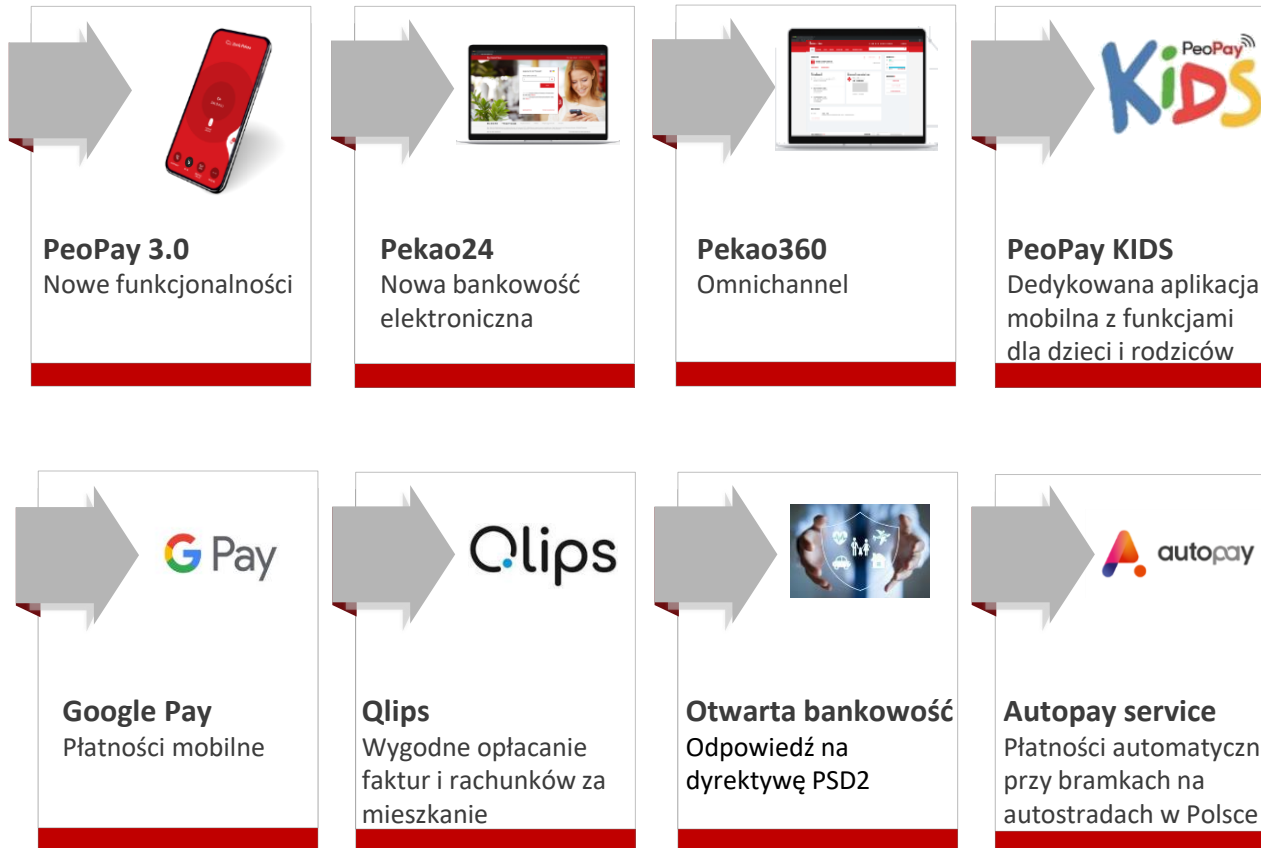 PeoPay
KiDS
PeoPay 3.0
Nowe funkcjonalności
Pekao24
Nowa bankowość
elektroniczna
Pekao360
Omnichannel
PeoPay KIDS
Dedykowana aplikacja
mobilna z funkcjami
dla dzieci i rodziców
G Pay
Qlips
autopay
Google Pay
Płatności mobilne
Qlips
Wygodne opłacanie
faktur i rachunków za
mieszkanie
Otwarta bankowość
Odpowiedź na
dyrektywę PSD2
Autopay service
Płatności automatyczn
przy bramkach na
autostradach w Polsce